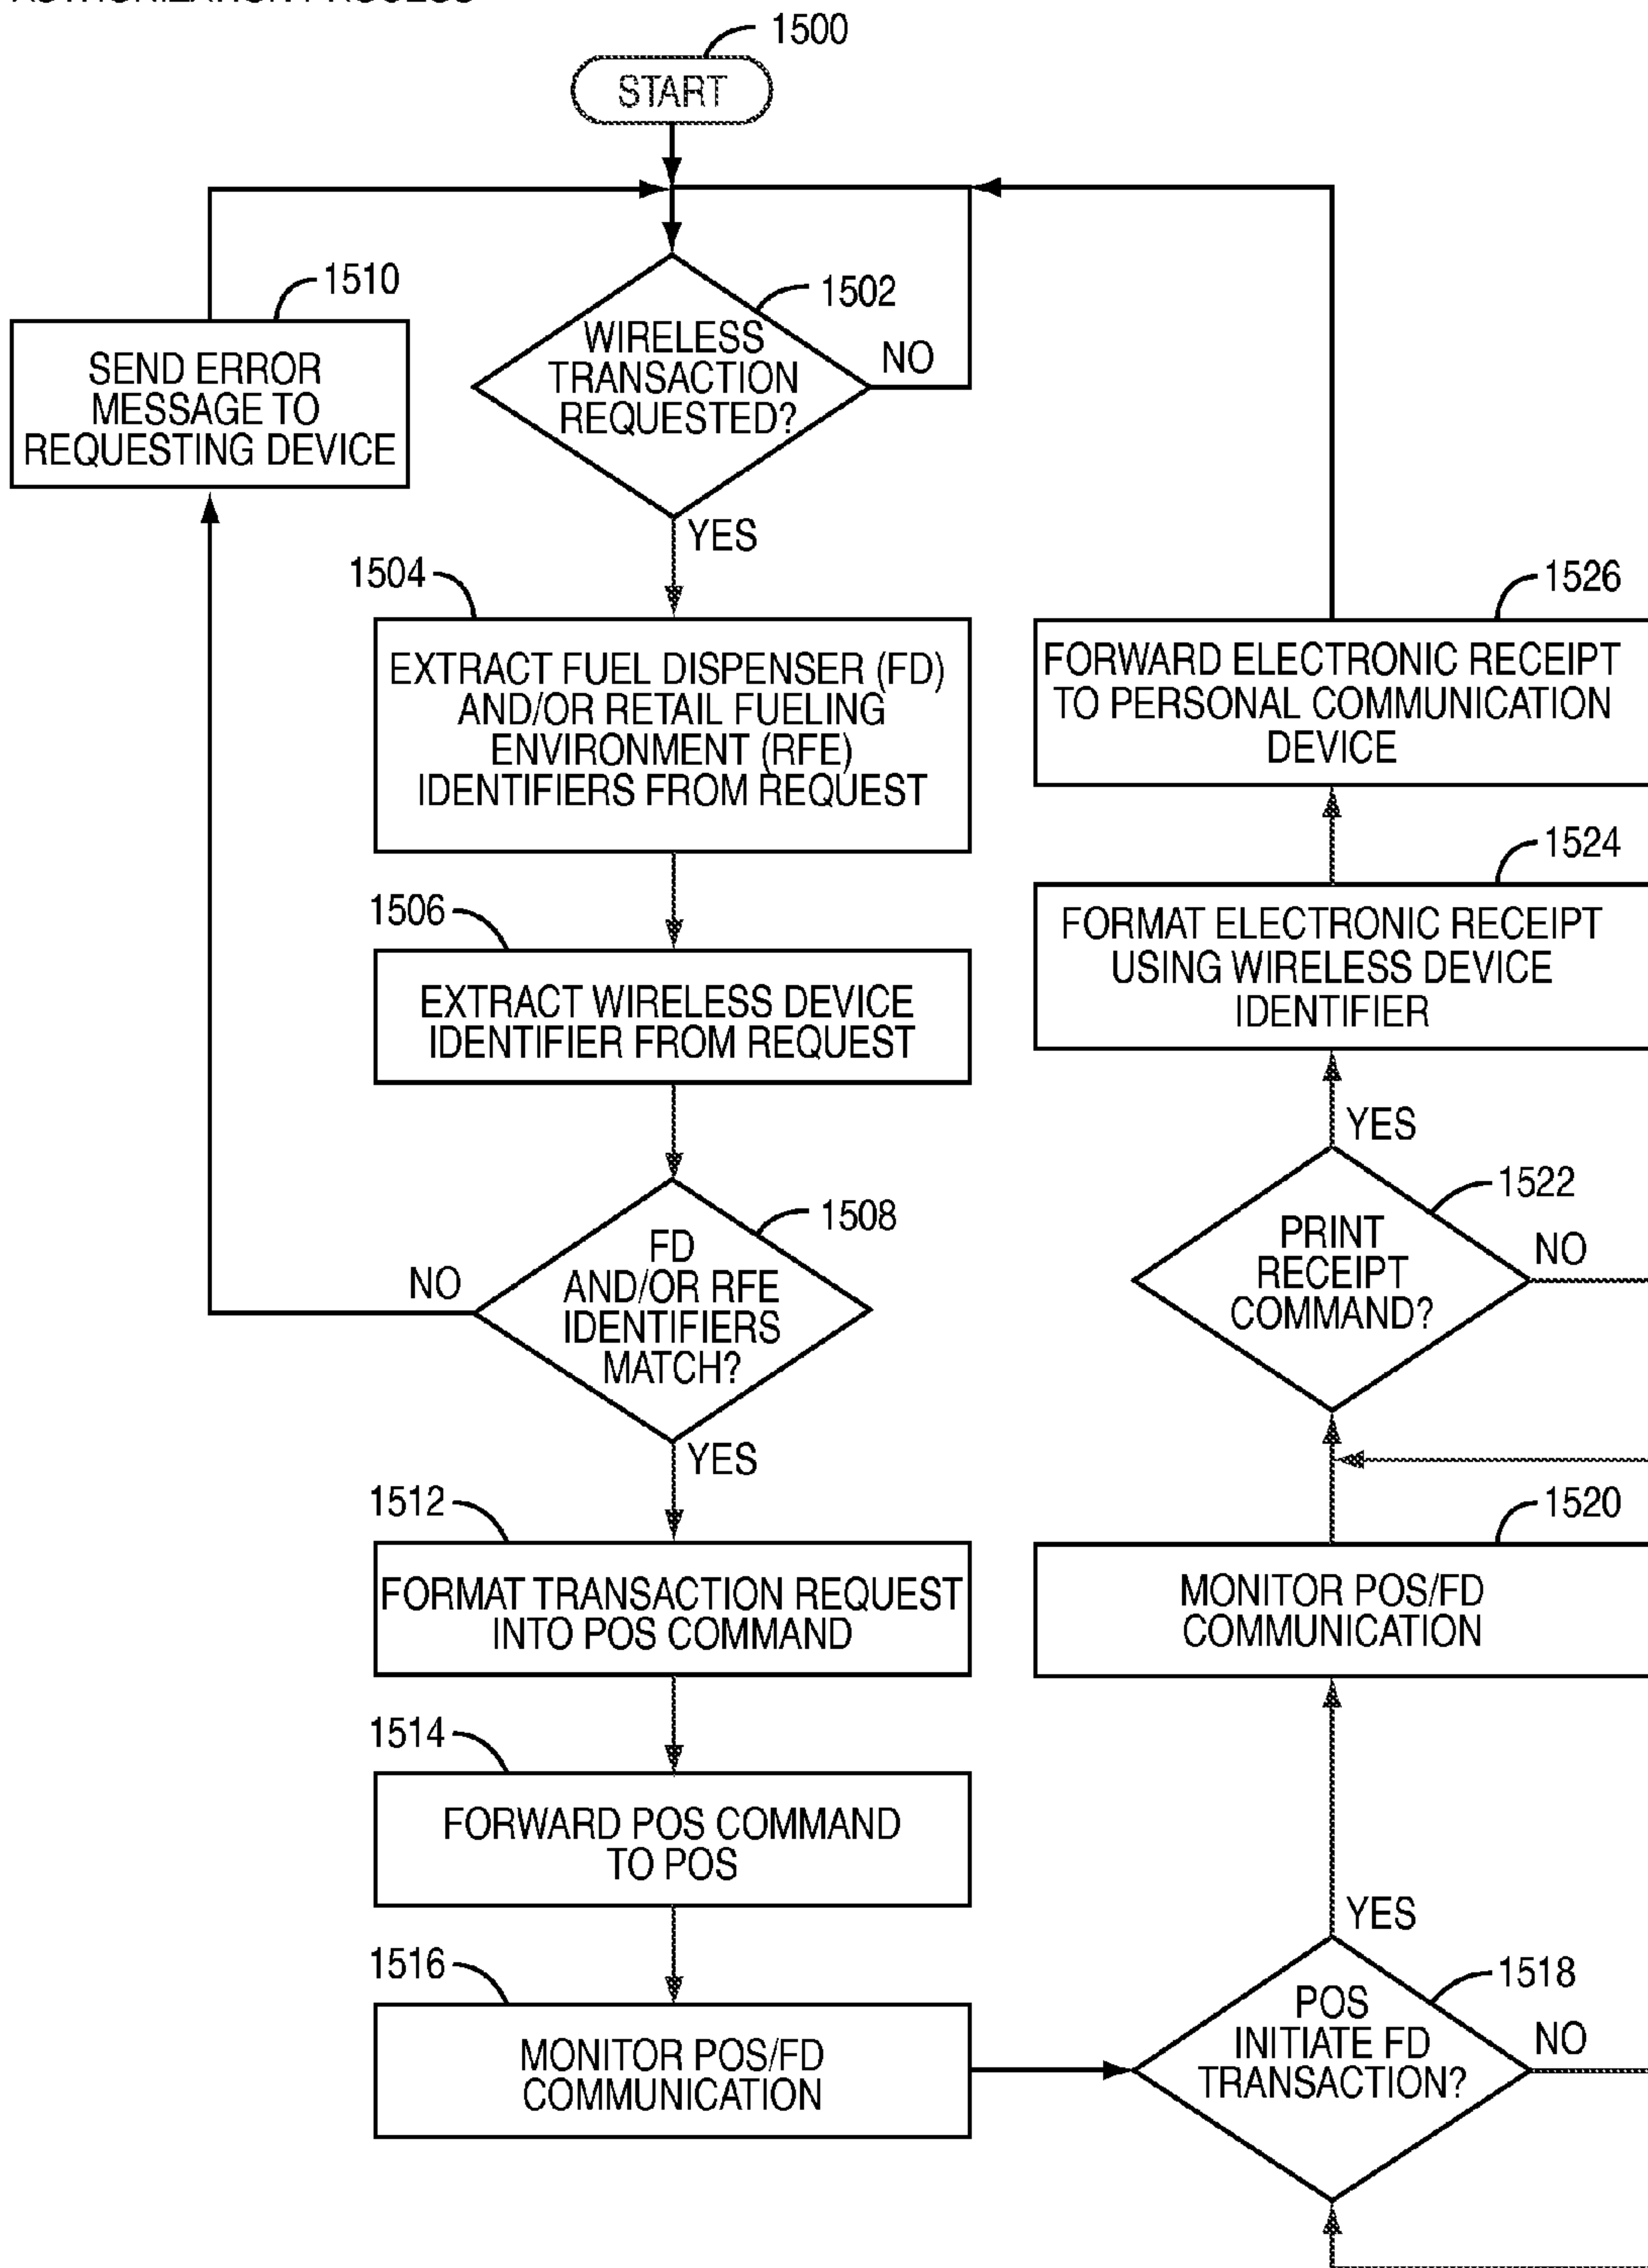 AUTHORIZATION PROCESS
1500
START
1502
WIRELESS
TRANSACTION
REQUESTED?
NO
YES
1510
SEND ERROR
MESSAGE TO
REQUESTING DEVICE
1504
EXTRACT FUEL DISPENSER (FD)
AND/OR RETAIL FUELING
ENVIRONMENT (RFE)
IDENTIFIERS FROM REQUEST
1506
EXTRACT WIRELESS DEVICE
IDENTIFIER FROM REQUEST
1508
FD
AND/OR RFE
IDENTIFIERS
MATCH?
NO
YES
1512
FORMAT TRANSACTION REQUEST
INTO POS COMMAND
1514
FORWARD POS COMMAND
TO POS
1516
MONITOR POS/FD
COMMUNICATION
1518
POS
INITIATE FD
TRANSACTION?
NO
YES
1520
MONITOR POS/FD
COMMUNICATION
1522
PRINT
RECEIPT
COMMAND?
NO
YES
1524
FORMAT ELECTRONIC RECEIPT
USING WIRELESS DEVICE
IDENTIFIER
1526
FORWARD ELECTRONIC RECEIPT
TO PERSONAL COMMUNICATION
DEVICE